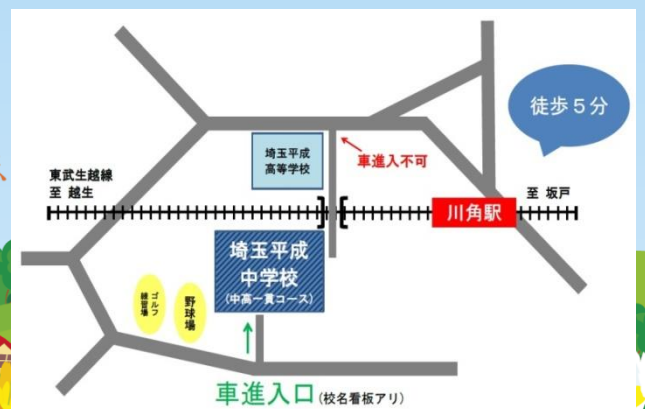 徒歩５分
埼玉平成
高等学校
車進入不可
東武生越線
至 越生
至 坂戸
川角駅
埼玉平成
中学校
(中高一貫コース)
ゴルフ
練習場
野球場
車進入口(校名看板アリ)